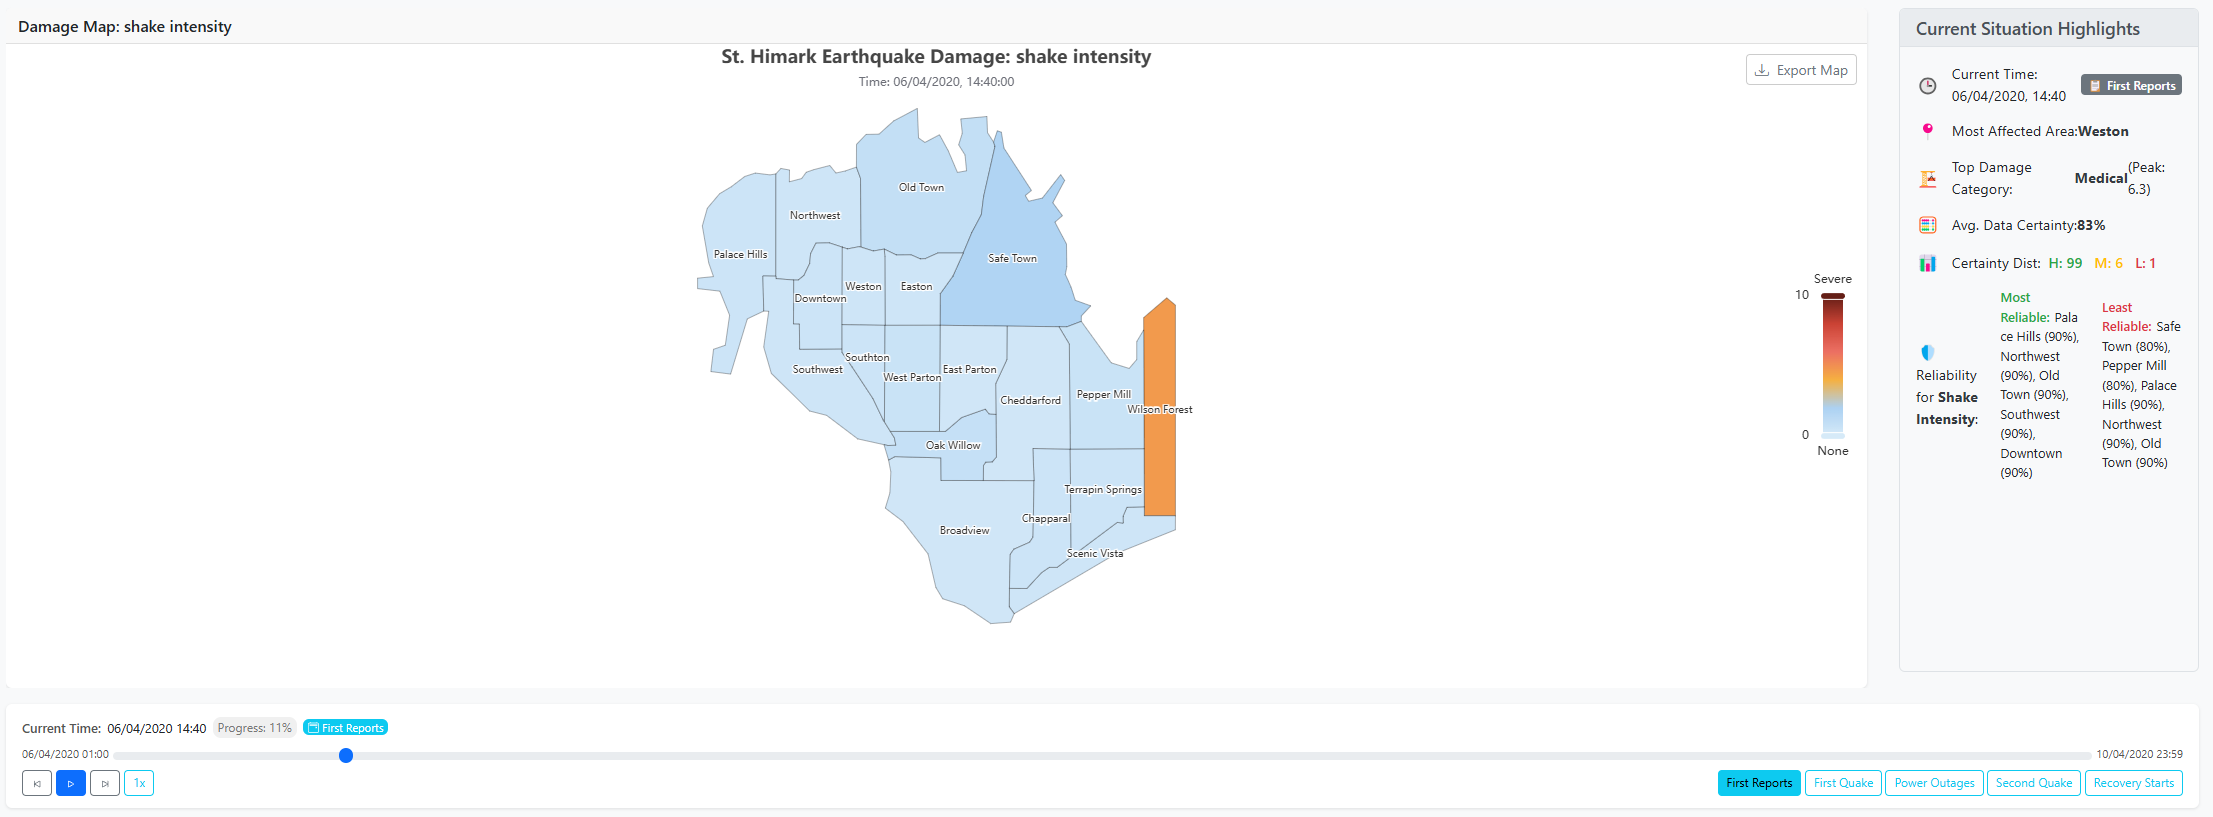 Damage Map: shake intensity
St. Himark Earthquake Damage: shake intensity
Time: 06/04/2020, 14:40:00
Export Map
Old Town
Northwest
Palace Hills
Safe Town
Weston
Easton
Downtown
Southton
Southwest
West Parton
East Parton
Cheddarford
Pepper Mill
Wilson Forest
Oak Willow
Terrapin Springs
Chapparal
Broadview
Scenic Vista
Severe
10
0
None
Current Situation Highlights
Current Time:
06/04/2020, 14:40
First Reports
Most Affected Area:Weston
Top Damage
Category:
Medical
(Peak:
6.3)
Avg. Data Certainty:83%
Certainty Dist: H: 99 M: 6 L: 1
Reliability
for Shake
Intensity:
Most
Reliable: Pala
ce Hills (90%),
Northwest
(90%), Old
Town (90%),
Southwest
(90%),
Downtown
(90%)
Least
Reliable: Safe
Town (80%),
Pepper Mill
(80%), Palace
Hills (90%),
Northwest
(90%), Old
Town (90%)
Current Time: 06/04/2020 14:40 Progress: 11% First Reports
06/04/2020 01:00
10/04/2020 23:59
1x
First Reports
First Quake
Power Outages
Second Quake
Recovery Starts